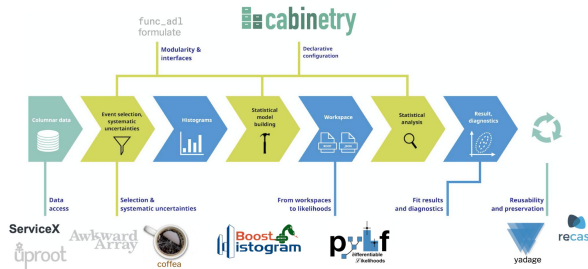 func_adl
formulate
cabinetry
Modularity &
interfaces
Declarative
configuration
Columnar data
Event selection,
systematic
uncertainties
Histograms
Statistical
model
building
Workspace
Statistical
analysis
Result,
diagnostics
Data
access
Selection &
systematic uncertainties
From workspaces
to likelihoods
Fit results
and diagnostics
Reusability
and preservation
ServiceX
uproot
Awkward
Array
coffea
Boost
Histogram
pyhf
differentiable
Likelihoods
yadage
recas